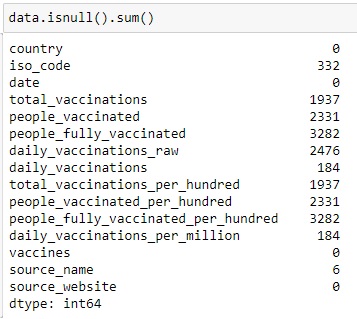 data.isnull().sum()
country 0
iso_code 332
date 0
total_vaccinations 1937
people_vaccinated 2331
people_fully_vaccinated 3282
daily_vaccinations_raw 2476
daily_vaccinations 184
total_vaccinations_per_hundred 1937
people_vaccinated_per_hundred 2331
people_fully_vaccinated_per_hundred 3282
daily_vaccinations_per_million 184
vaccines 0
source_name 6
source_website 0
dtype: int64